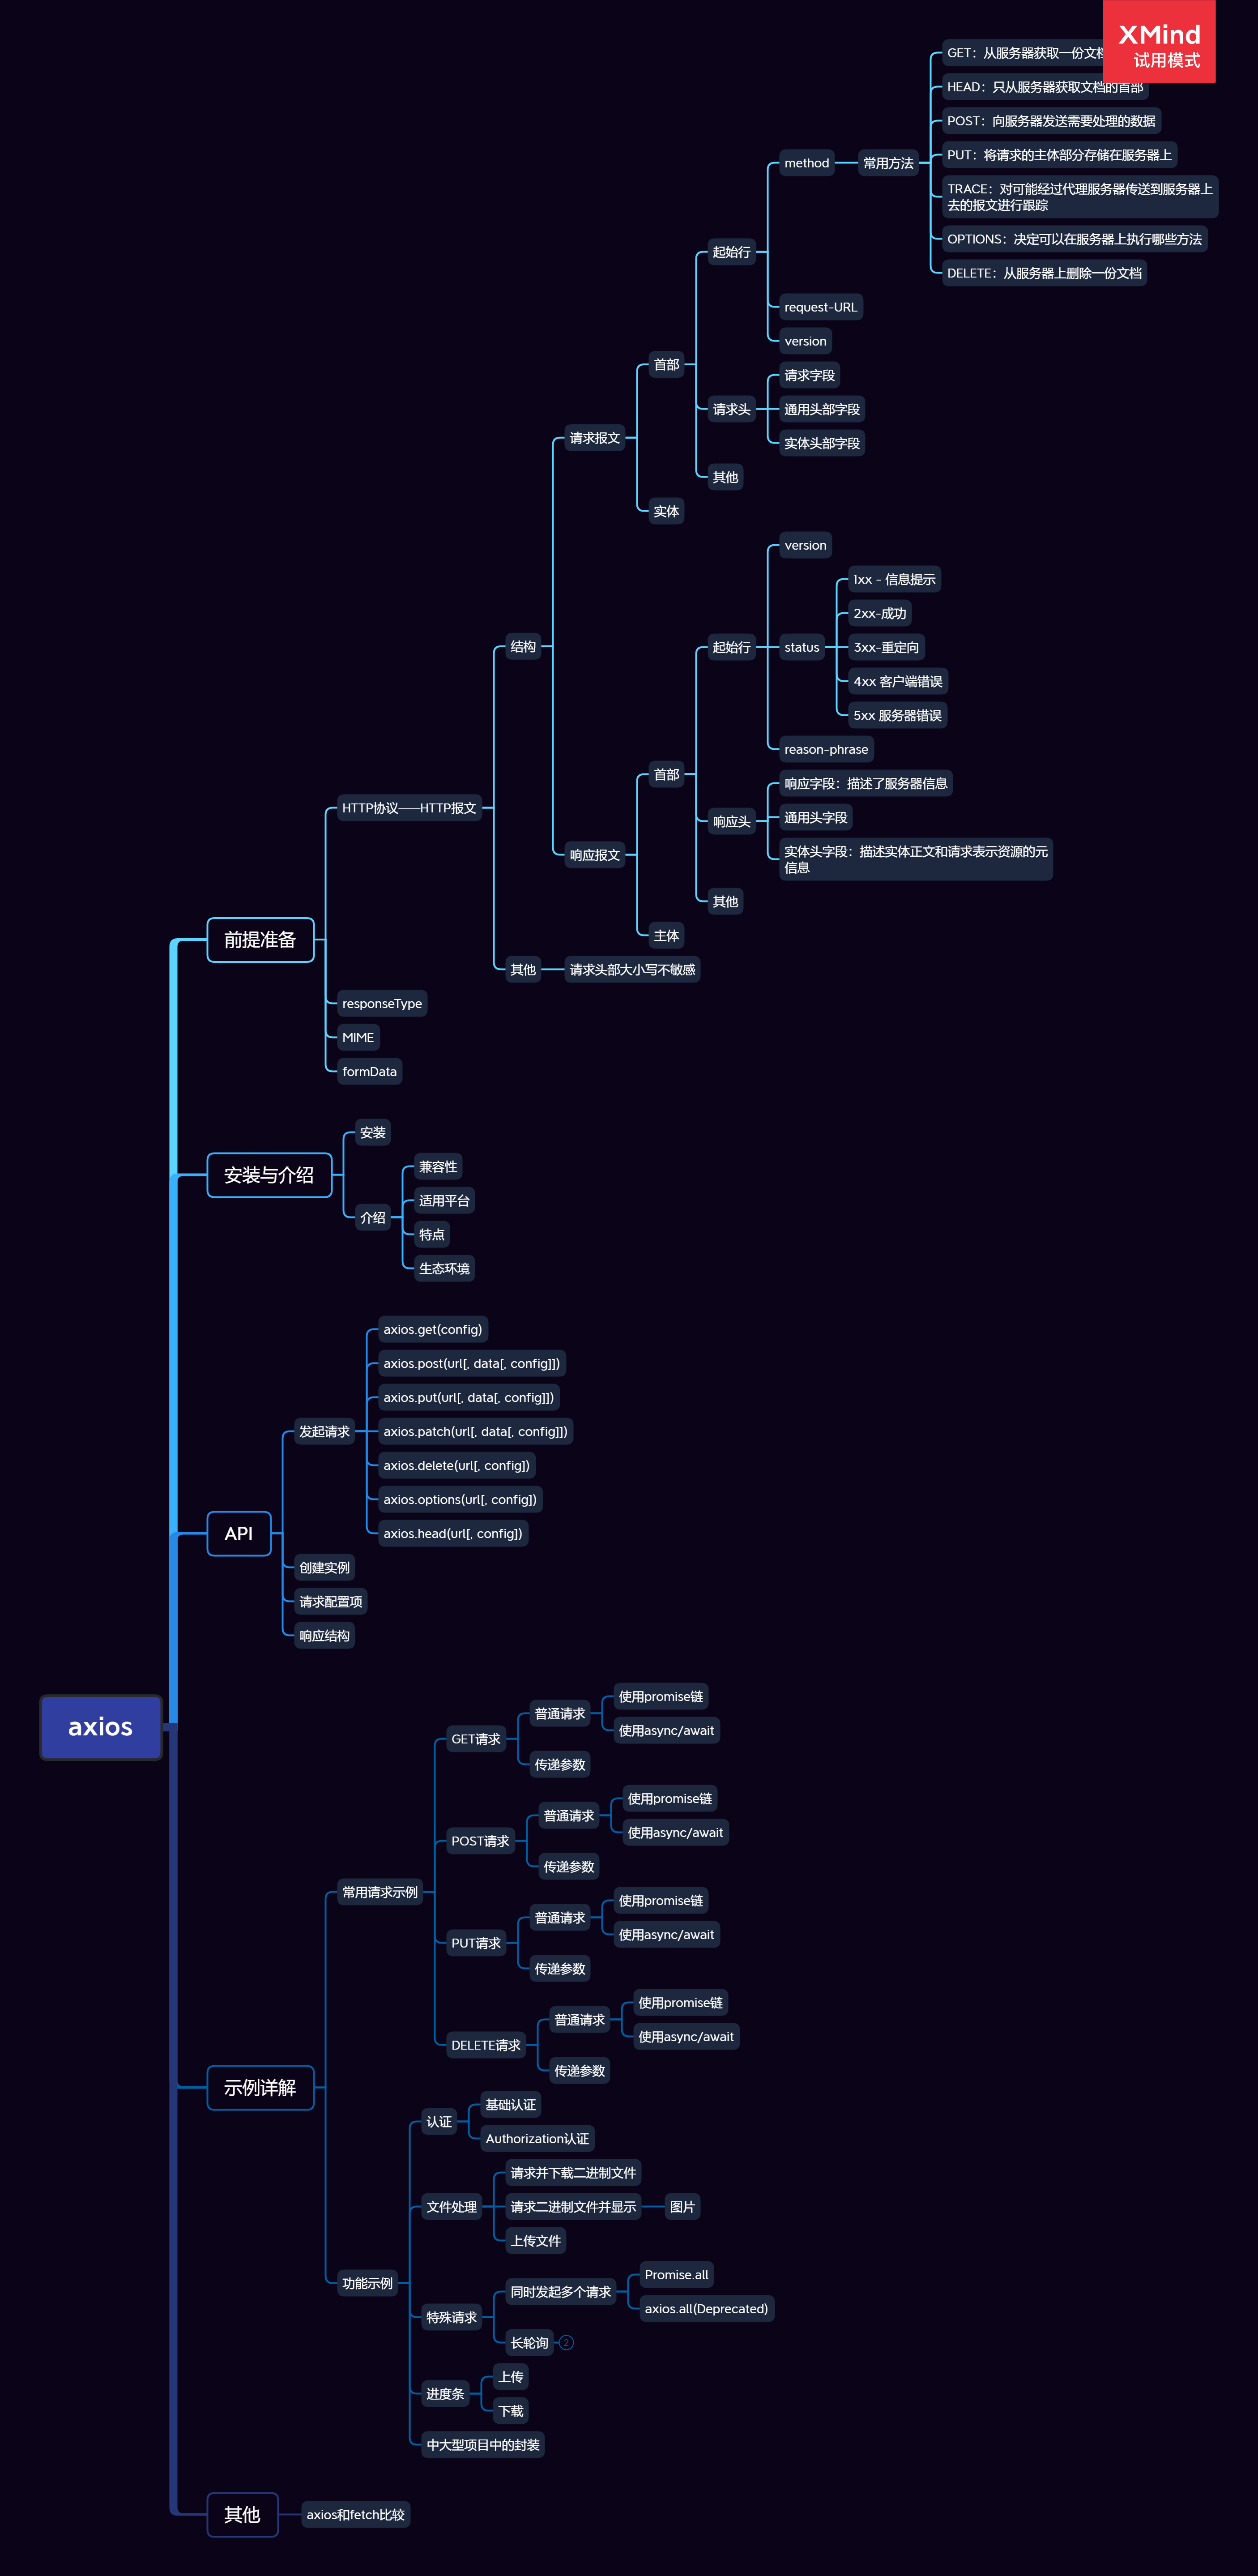 XMind
试用模式
GET：从服务器获取一份文档
HEAD：只从服务器获取文档的首部
POST：向服务器发送需要处理的数据
PUT：将请求的主体部分存储在服务器上
method
常用方法
TRACE：对可能经过代理服务器传送到服务器上
去的报文进行跟踪
OPTIONS：决定可以在服务器上执行哪些方法
起始行
DELETE：从服务器上删除一份文档
request-URL
version
首部
请求字段
请求头
通用头部字段
请求报文
实体头部字段
其他
实体
version
1xx - 信息提示
2xx-成功
结构
起始行
status
3xx-重定向
4xx 客户端错误
5xx 服务器错误
reason-phrase
首部
响应字段：描述了服务器信息
HTTP协议——HTTP报文
响应头
通用头字段
响应报文
实体头字段：描述实体正文和请求表示资源的元
信息
其他
前提准备
主体
其他
请求头部大小写不敏感
responseType
MIME
formData
安装
安装与介绍
兼容性
适用平台
介绍
特点
生态环境
axios.get(config)
axios.post(url[, data[, config]])
axios.put(url[, data[, config]])
发起请求
axios.patch(url[, data[, config]])
axios.delete(url[, config])
axios.options(url[, config])
API
axios.head(url[, config])
创建实例
请求配置项
响应结构
axios
GET请求
普通请求
使用promise链
使用async/await
传递参数
POST请求
普通请求
使用promise链
使用async/await
传递参数
常用请求示例
PUT请求
普通请求
使用promise链
使用async/await
传递参数
DELETE请求
普通请求
使用promise链
使用async/await
传递参数
示例详解
认证
基础认证
Authorization认证
文件处理
请求并下载二进制文件
请求二进制文件并显示
图片
上传文件
功能示例
特殊请求
同时发起多个请求
Promise.all
axios.all(Deprecated)
长轮询
2
进度条
上传
下载
中大型项目中的封装
其他
axios和fetch比较